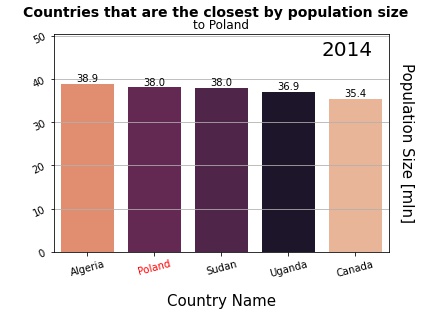 Countries that are the closest by population size
to Poland
2014
50
40
30
20
10
0
38.9
38.0
38.0
36.9
35.4
Algeria
Poland
Sudan
Uganda
Canada
Country Name
Population Size [mln]